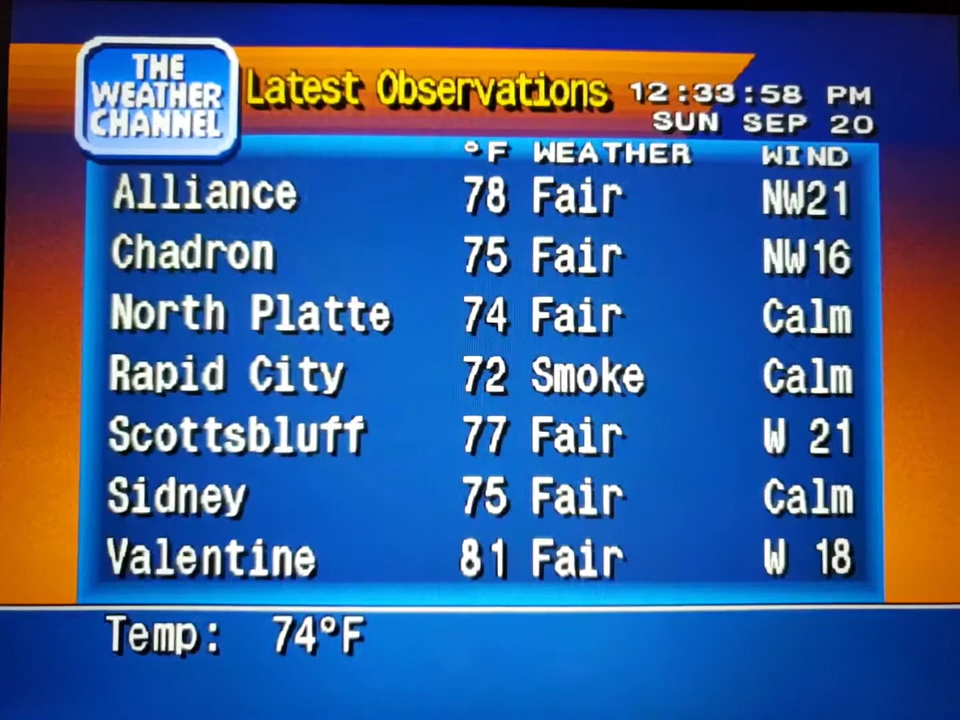 THE
WEATHER
CHANNEL
Latest Observations 12:33:58 PM
SUN SEP 20
°F WEATHER WIND
Alliance 78 Fair NW21
Chadron 75 Fair NW16
North Platte 74 Fair Calm
Rapid City 72 Smoke Calm
Scottsbluff 77 Fair W 21
Sidney 75 Fair Calm
Valentine 81 Fair W 18
Temp: 74°F